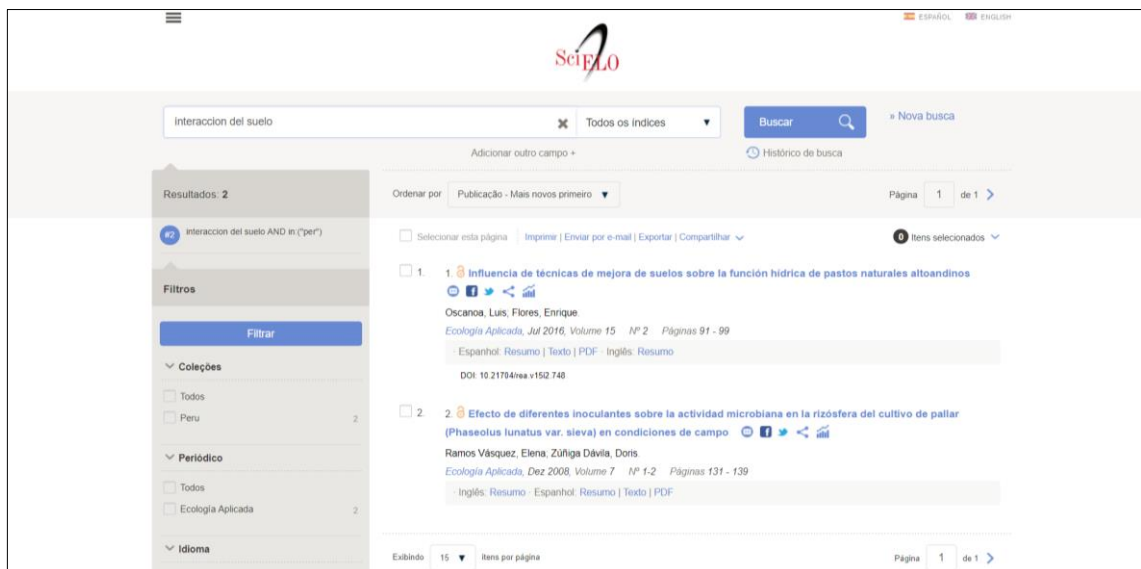 ESPAÑOL ENGLISH
SciELO
interaccion del suelo
Todos os índices
Buscar
» Nova busca
Adicionar outro campo +
Histórico de busca
Resultados: 2
Ordenar por Publicação - Mais novos primeiro
Página 1 de 1
#2 interaccion del suelo AND in:("per")
Selecionar esta página Imprimir | Enviar por e-mail | Exportar | Compartilhar
0 Itens selecionados
Filtros
Filtrar
Coleções
Todos
Peru 2
Periódico
Todos
Ecología Aplicada 2
Idioma
1. 1. Influencia de técnicas de mejora de suelos sobre la función hídrica de pastos naturales altoandinos
Oscanoa, Luis, Flores, Enrique.
Ecología Aplicada, Jul 2016, Volume 15 Nº 2 Páginas 91 - 99
· Espanhol: Resumo | Texto | PDF · Inglês: Resumo
DOI: 10.21704/rea.v15i2.748
2. 2. Efecto de diferentes inoculantes sobre la actividad microbiana en la rizósfera del cultivo de pallar
(Phaseolus lunatus var. sieva) en condiciones de campo
Ramos Vásquez, Elena, Zúñiga Dávila, Doris.
Ecología Aplicada, Dez 2008, Volume 7 Nº 1-2 Páginas 131 - 139
· Inglês: Resumo · Espanhol: Resumo | Texto | PDF
Exibindo 15 itens por página
Página 1 de 1